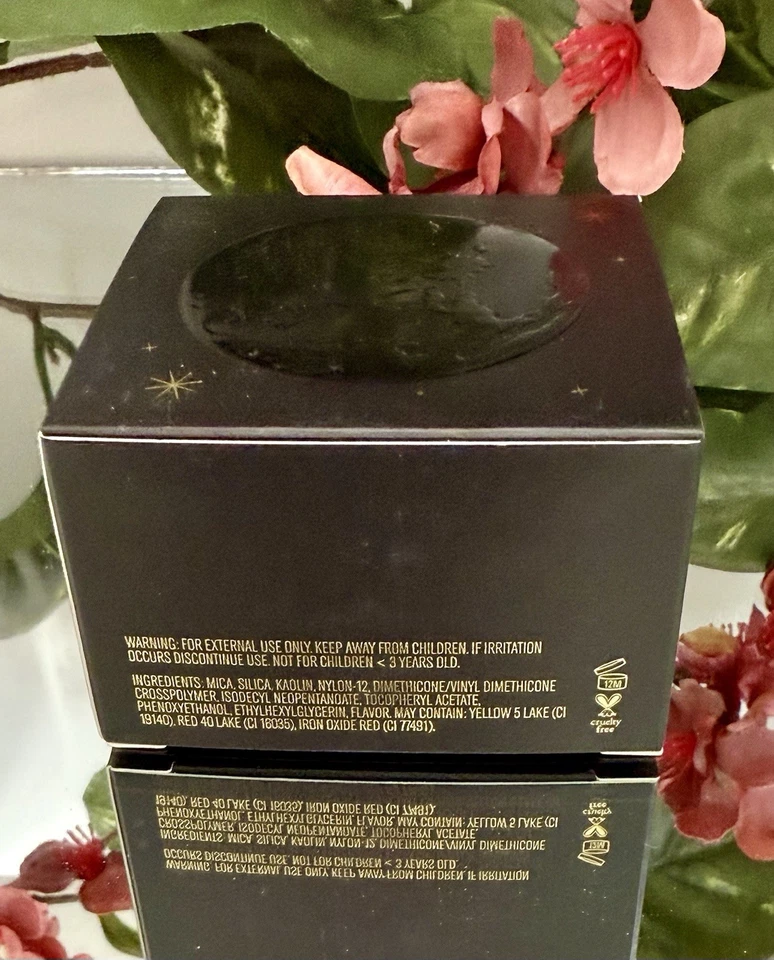 WARNING: FOR EXTERNAL USE ONLY. KEEP AWAY FROM CHILDREN. IF IRRITATION
OCCURS DISCONTINUE USE. NOT FOR CHILDREN < 3 YEARS OLD.
INGREDIENTS: MICA, SILICA, KAOLIN, NYLON-12, DIMETHICONE/VINYL DIMETHICONE
CROSSPOLYMER, ISODECYL NEOPENTANOATE, TOCOPHERYL ACETATE,
PHENOXYETHANOL, ETHYLHEXYLGLYCERIN, FLAVOR. MAY CONTAIN: YELLOW 5 LAKE (CI
19140), RED 40 LAKE (CI 16035), IRON OXIDE RED (CI 77491).
12M
cruelty
free